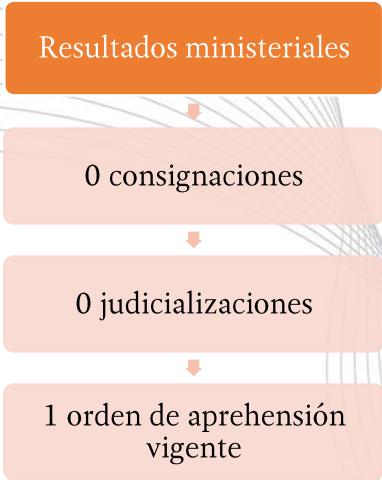 Resultados ministeriales
0 consignaciones
0 judicializaciones
1 orden de aprehensión
vigente